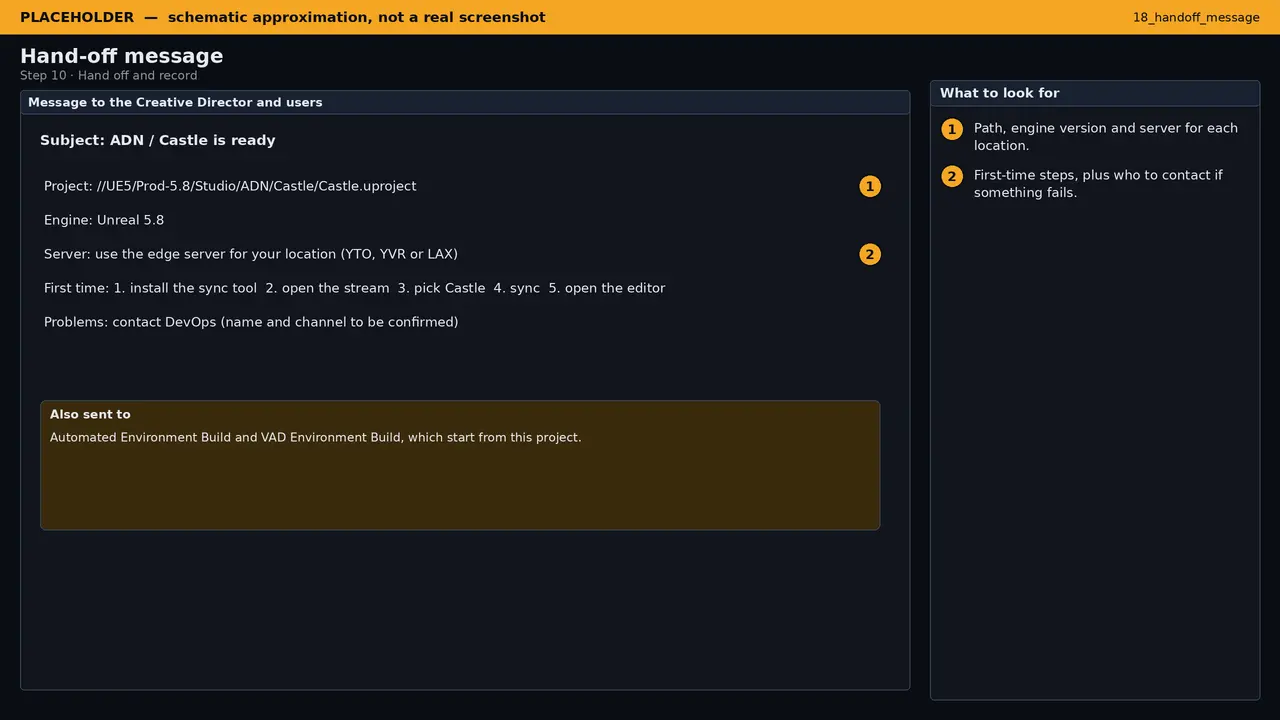 PLACEHOLDER — schematic approximation, not a real screenshot
18_handoff_message
Hand-off message
Step 10 · Hand off and record
Message to the Creative Director and users
Subject: ADN / Castle is ready
Project: //UE5/Prod-5.8/Studio/ADN/Castle/Castle.uproject
1
Engine: Unreal 5.8
Server: use the edge server for your location (YTO, YVR or LAX)
2
First time: 1. install the sync tool 2. open the stream 3. pick Castle 4. sync 5. open the editor
Problems: contact DevOps (name and channel to be confirmed)
Also sent to
Automated Environment Build and VAD Environment Build, which start from this project.
What to look for
1 Path, engine version and server for each
location.
2 First-time steps, plus who to contact if
something fails.